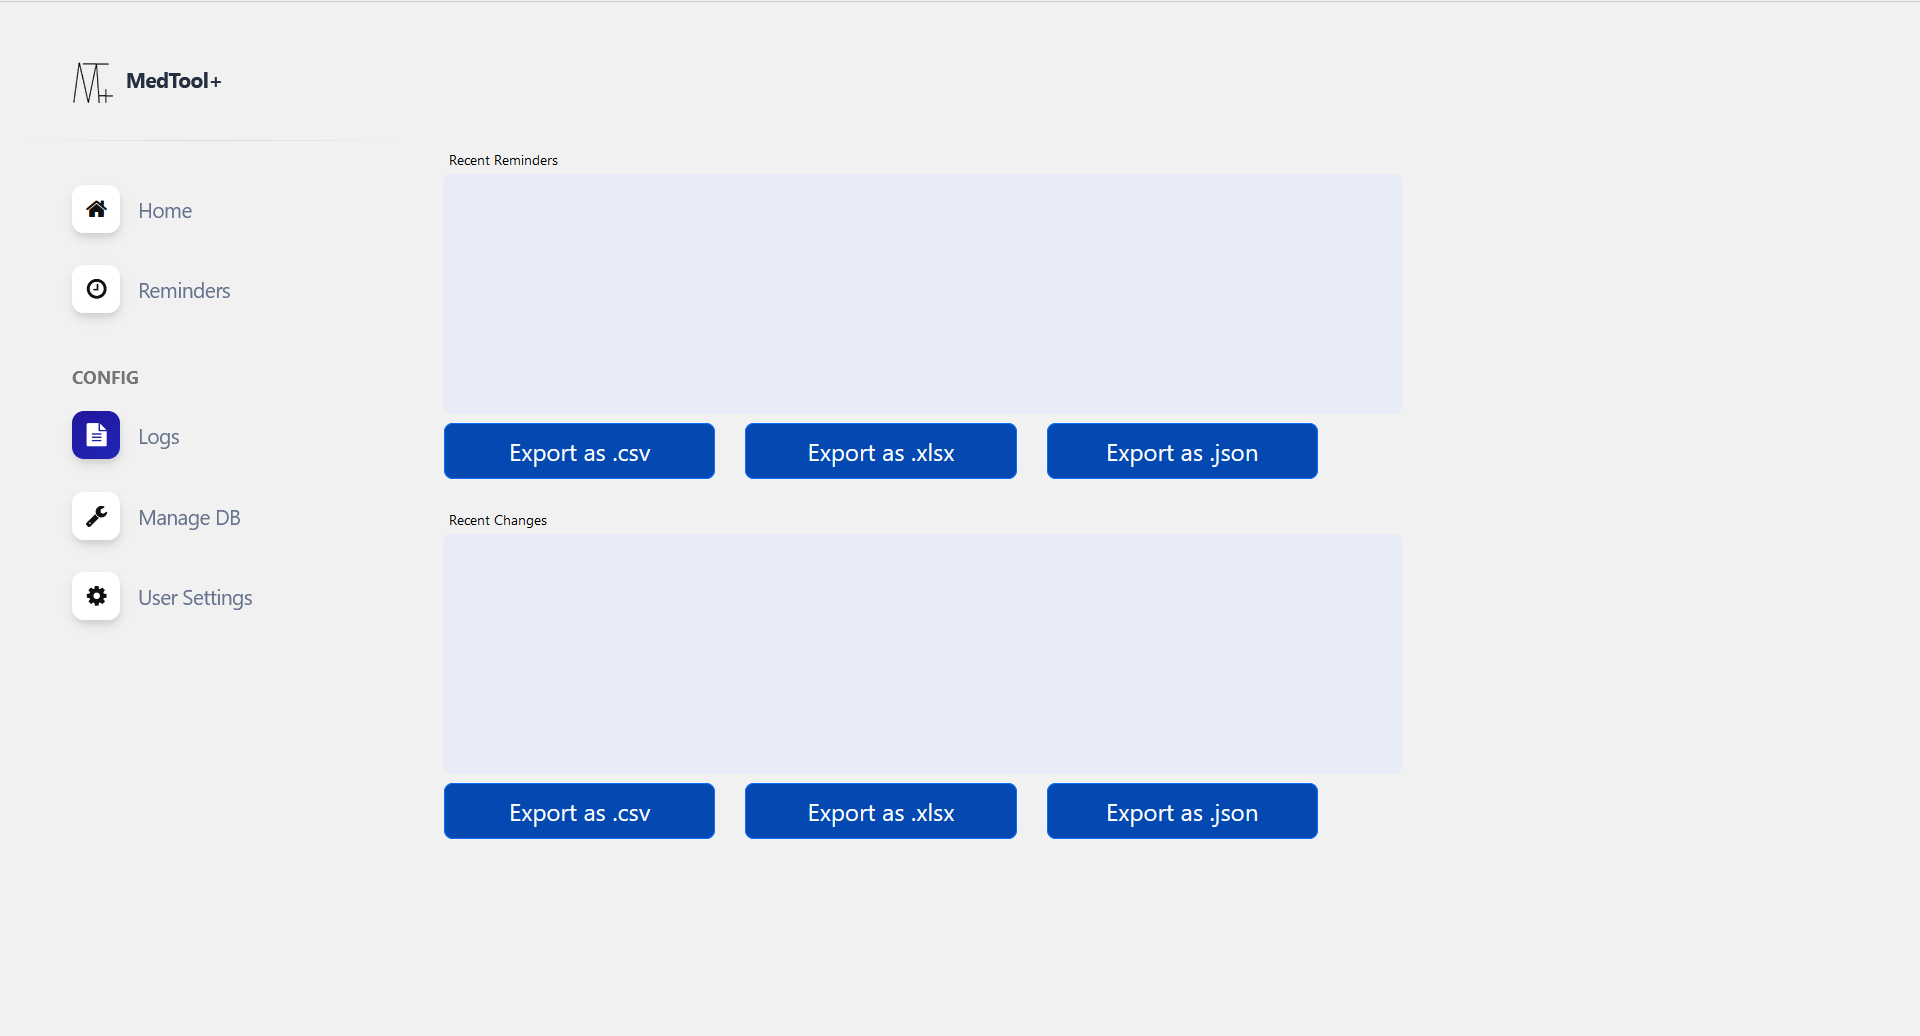 MedTool+
Home
Reminders
CONFIG
Logs
Manage DB
User Settings
Recent Reminders
Export as .csv
Export as .xlsx
Export as .json
Recent Changes
Export as .csv
Export as .xlsx
Export as .json